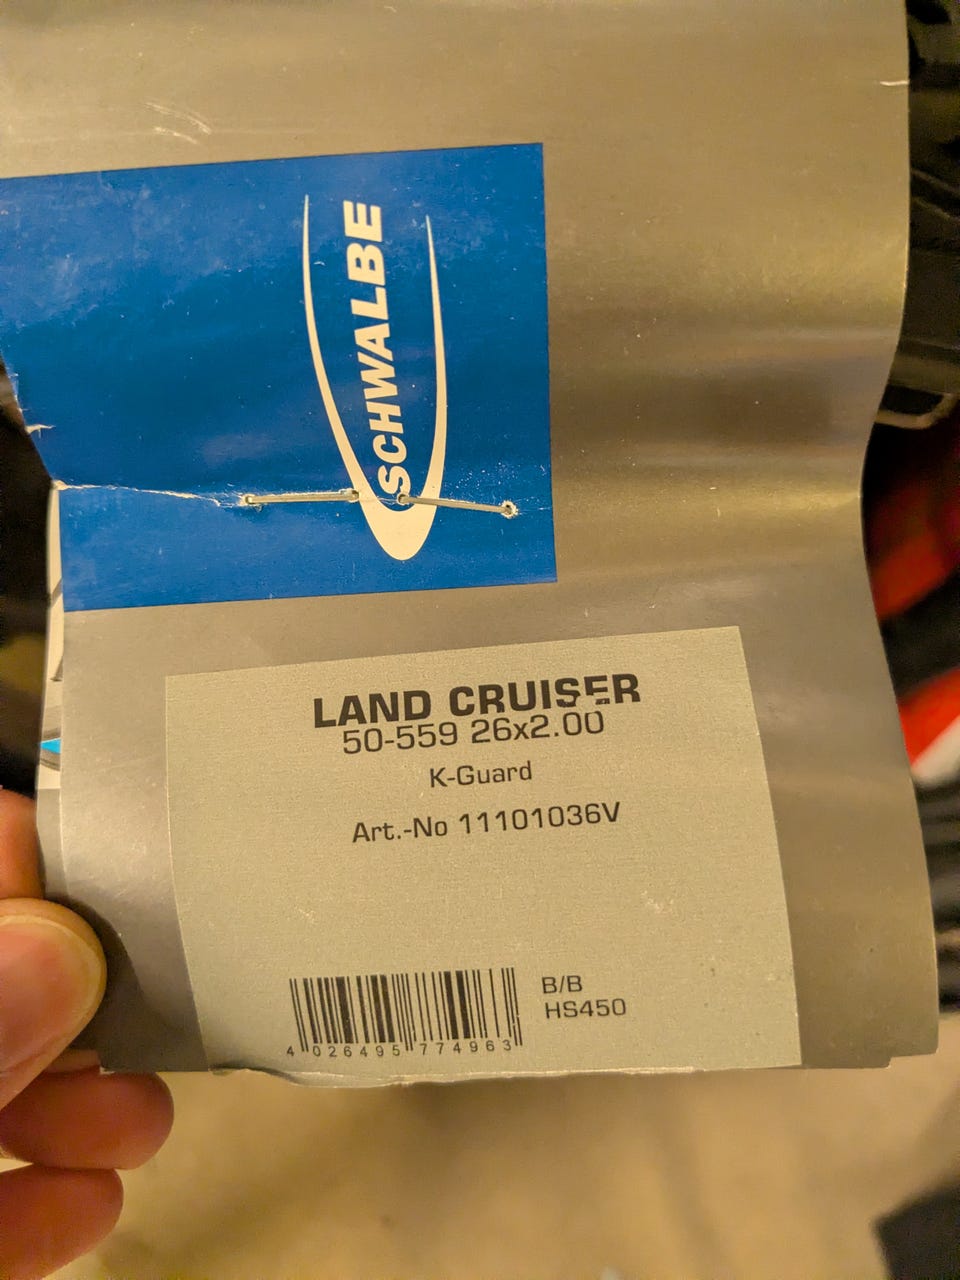 SCHWALBE
LAND CRUISER
50-559 26x2.00
K-Guard
Art.-No 11101036V
B/B
HS450
4 026495 774963